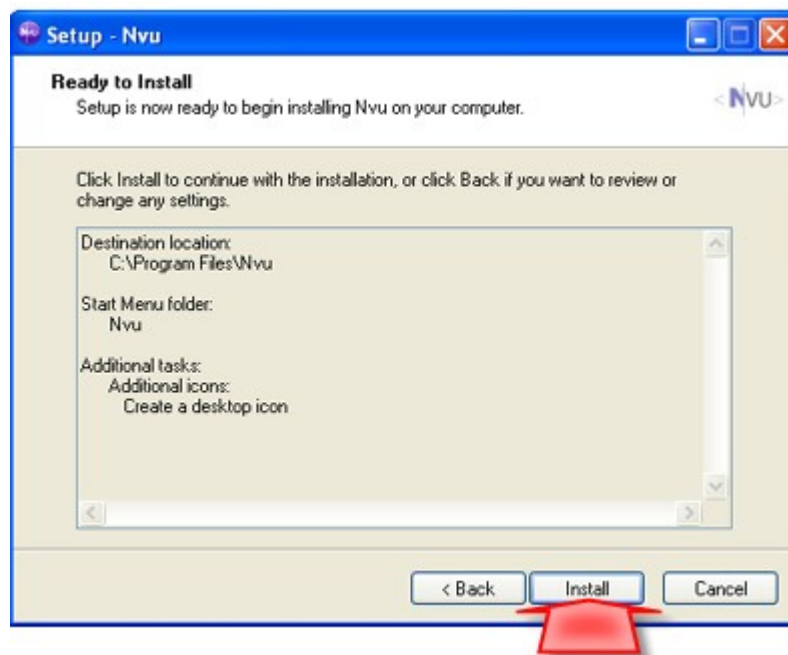 Setup - Nvu
Ready to Install
Setup is now ready to begin installing Nvu on your computer.
<NVU>
Click Install to continue with the installation, or click Back if you want to review or
change any settings.
Destination location:
C:\Program Files\Nvu
Start Menu folder:
Nvu
Additional tasks:
Additional icons:
Create a desktop icon
< Back Install Cancel